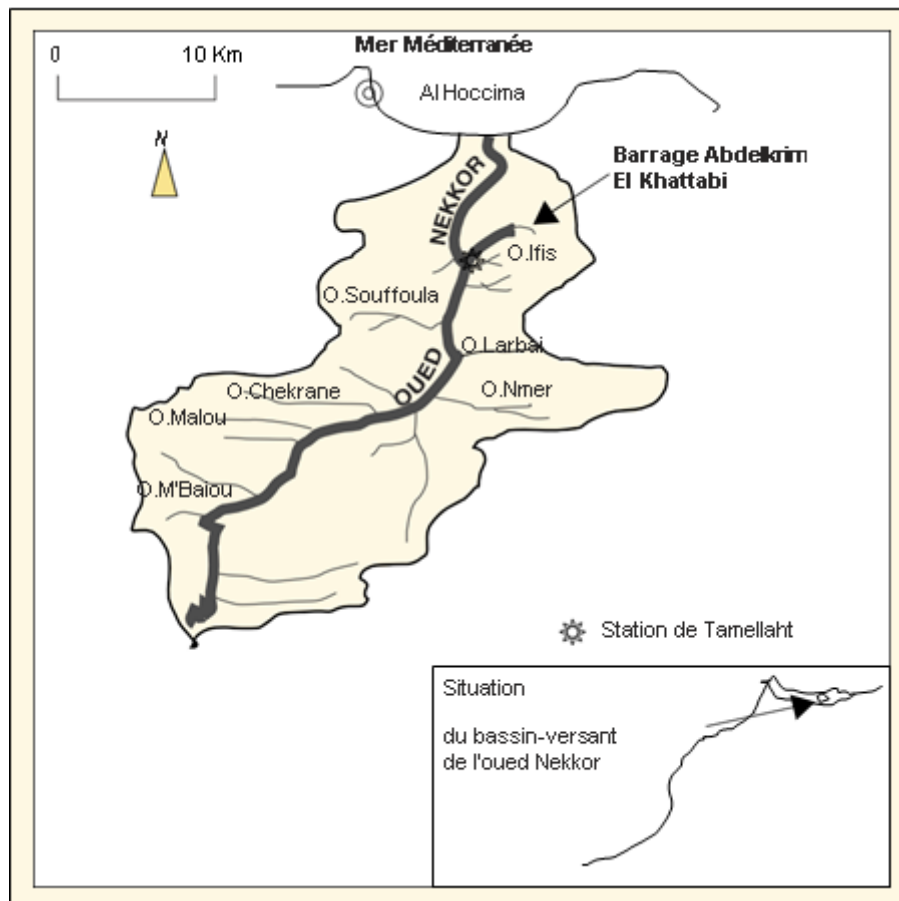 Mer Méditerranée
0 10 Km
Al Hoccima
N
Barrage Abdelkrim
El Khattabi
NEKKOR
O.Ifis
O.Souffoula
O.Larbai
OUED
O.Chekrane
O.Nmer
O.Malou
O.M'Baiou
Station de Tamellaht
Situation
du bassin-versant
de l'oued Nekkor